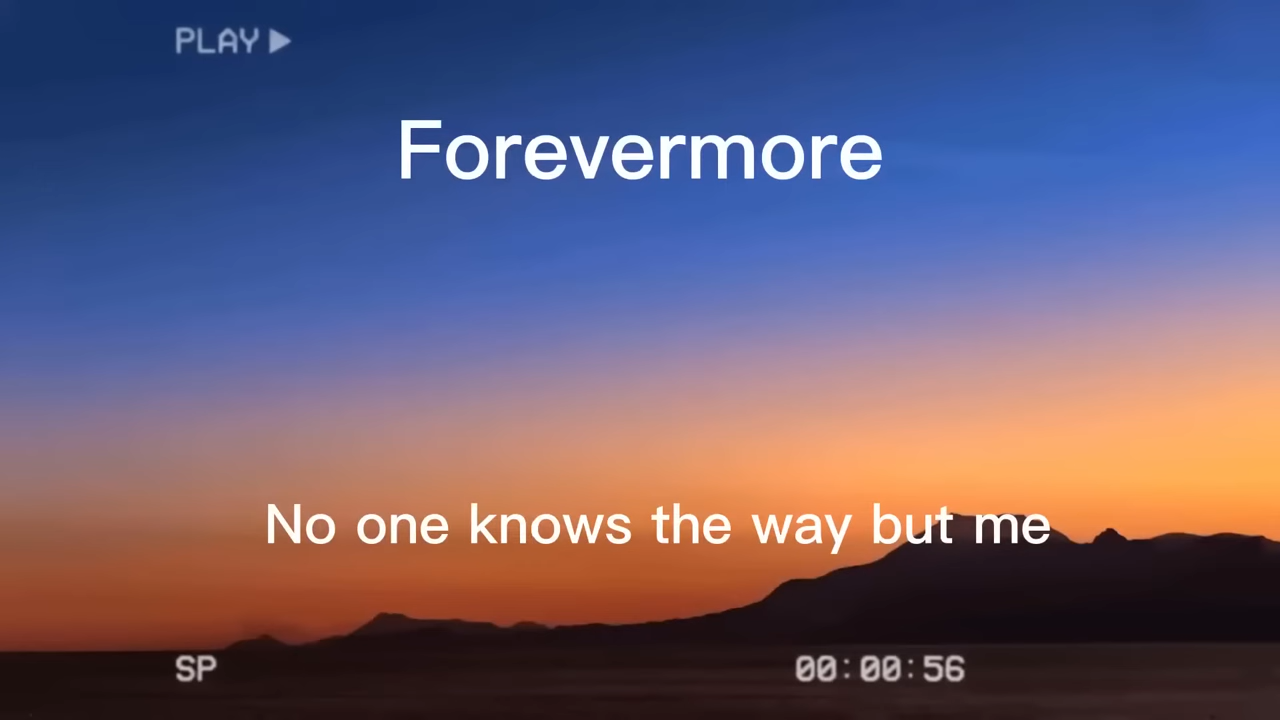 PLAY ▶
Forevermore
No one knows the way but me
SP 00:00:56